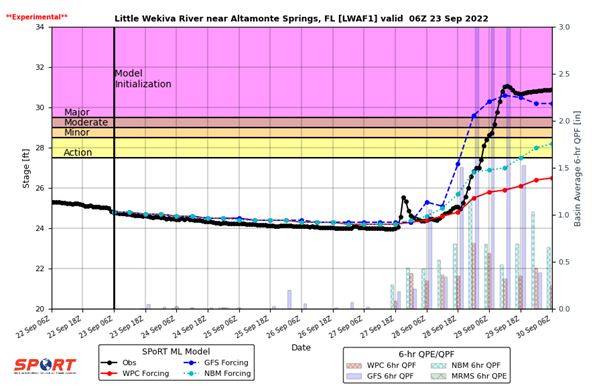 **Experimental**
Little Wekiva River near Altamonte Springs, FL [LWAF1] valid 06Z 23 Sep 2022
34
32
30
28
26
24
22
20
Stage [ft]
Model
Initialization
Major
Moderate
Minor
Action
3.0
2.5
2.0
1.5
1.0
0.5
0.0
Basin Average 6-hr QPF [in]
22 Sep 06Z
22 Sep 18Z
23 Sep 06Z
23 Sep 18Z
24 Sep 06Z
24 Sep 18Z
25 Sep 06Z
25 Sep 18Z
26 Sep 06Z
26 Sep 18Z
27 Sep 06Z
27 Sep 18Z
28 Sep 06Z
28 Sep 18Z
29 Sep 06Z
29 Sep 18Z
30 Sep 06Z
Date
SPoRT
SPoRT ML Model
Obs
WPC Forcing
GFS Forcing
NBM Forcing
6-hr QPE/QPF
WPC 6hr QPF
GFS 6hr QPF
NBM 6hr QPF
MRMS 6hr QPE